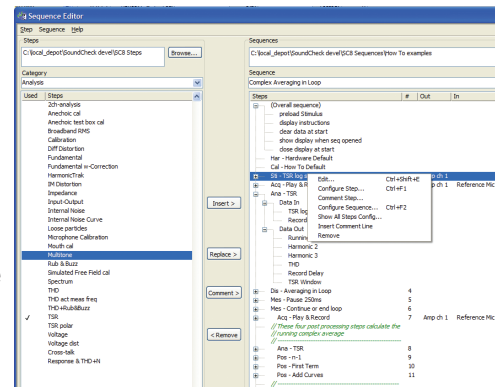 Sequence Editor
Step Sequence Help
Steps
C:\local_depot\SoundCheck devel\SC8 Steps
Browse...
Category
Analysis
Used Steps
2ch-analysis
Anechoic cal
Anechoic test box cal
Broadband RMS
Calibration
Diff Distortion
Fundamental
Fundamental w-Correction
HarmonicTrak
IM Distortion
Impedance
Input-Output
Internal Noise
Internal Noise Curve
Loose particles
Microphone Calibration
Mouth cal
Multitone
Rub & Buzz
Simulated Free Field cal
Spectrum
THD
THD act meas freq
THD+Rub&Buzz
✓ TSR
TSR polar
Voltage
Voltage dist
Cross-talk
Response & THD+N
Insert >
Replace >
Comment >
< Remove
Sequences
C:\local_depot\SoundCheck devel\SC8 Sequences\How To examples
Sequence
Complex Averaging in Loop
Steps # Out In
(Overall sequence)
preload Stimulus
display instructions
clear data at start
show display when seq opened
close display at start
Har - Hardware Default
Cal - How To Default
Sti - TSR log s
p ch 1
Acq - Play & R
p ch 1 Reference Mic
Ana - TSR
Data In
TSR log
Record
Data Out
Running
Harmonic 2
Harmonic 3
THD
Record Delay
TSR Window
Edit... Ctrl+Shift+E
Configure Step... Ctrl+F1
Comment Step...
Configure Sequence... Ctrl+F2
Show All Steps Config...
Insert Comment Line
Remove
Dis - Averaging in Loop 4
Mes - Pause 250ms 5
Mes - Continue or end loop 6
Acq - Play & Record 7 Amp ch 1 Reference Mic
// These four post processing steps calculate the
// running complex average
//
Ana - TSR 8
Pos - n-1 9
Pos - First Term 10
Pos - Add Curves 11
//